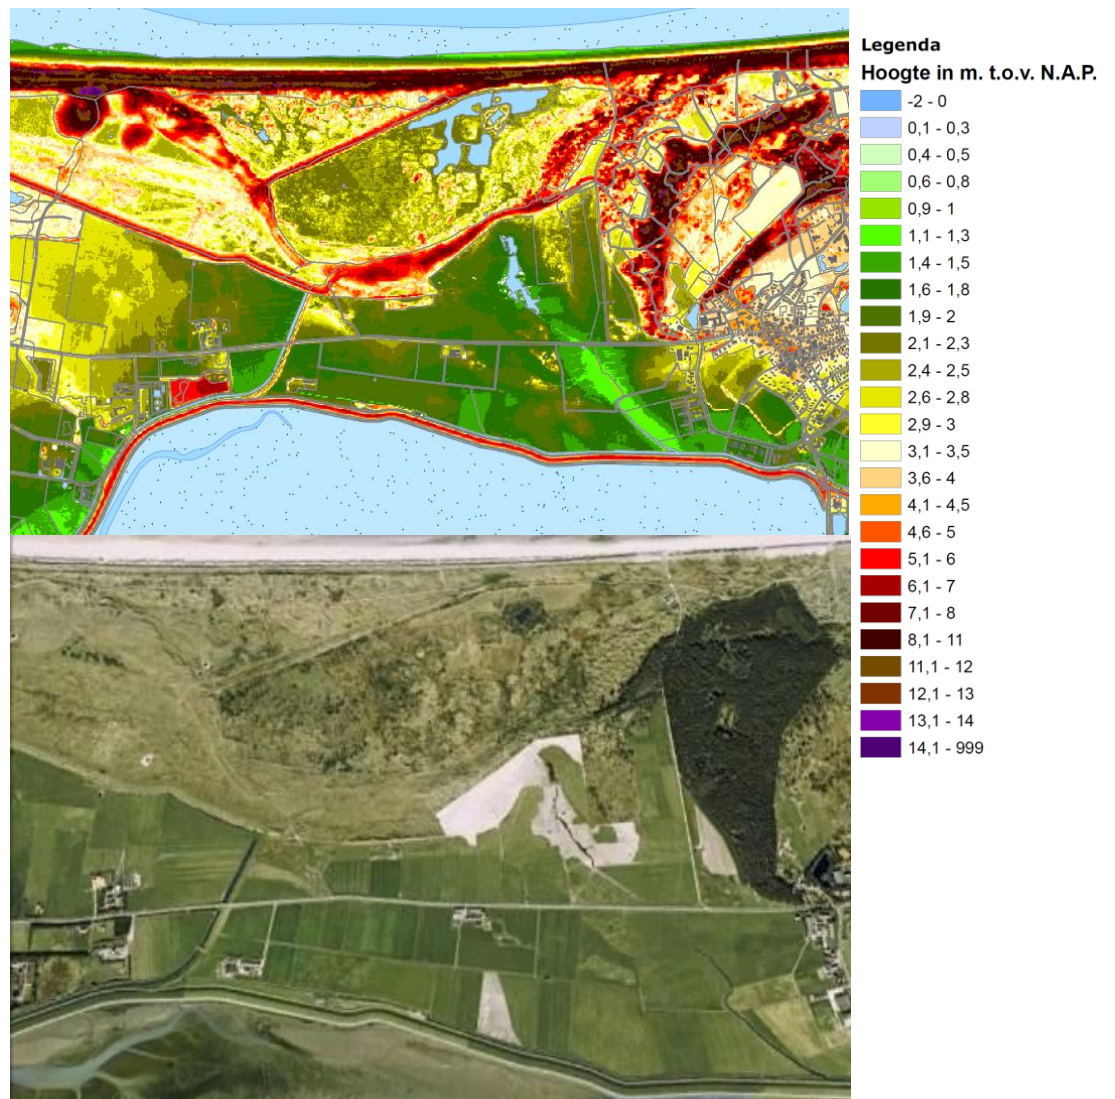 Legenda
Hoogte in m. t.o.v. N.A.P.
-2 - 0
0,1 - 0,3
0,4 - 0,5
0,6 - 0,8
0,9 - 1
1,1 - 1,3
1,4 - 1,5
1,6 - 1,8
1,9 - 2
2,1 - 2,3
2,4 - 2,5
2,6 - 2,8
2,9 - 3
3,1 - 3,5
3,6 - 4
4,1 - 4,5
4,6 - 5
5,1 - 6
6,1 - 7
7,1 - 8
8,1 - 11
11,1 - 12
12,1 - 13
13,1 - 14
14,1 - 999